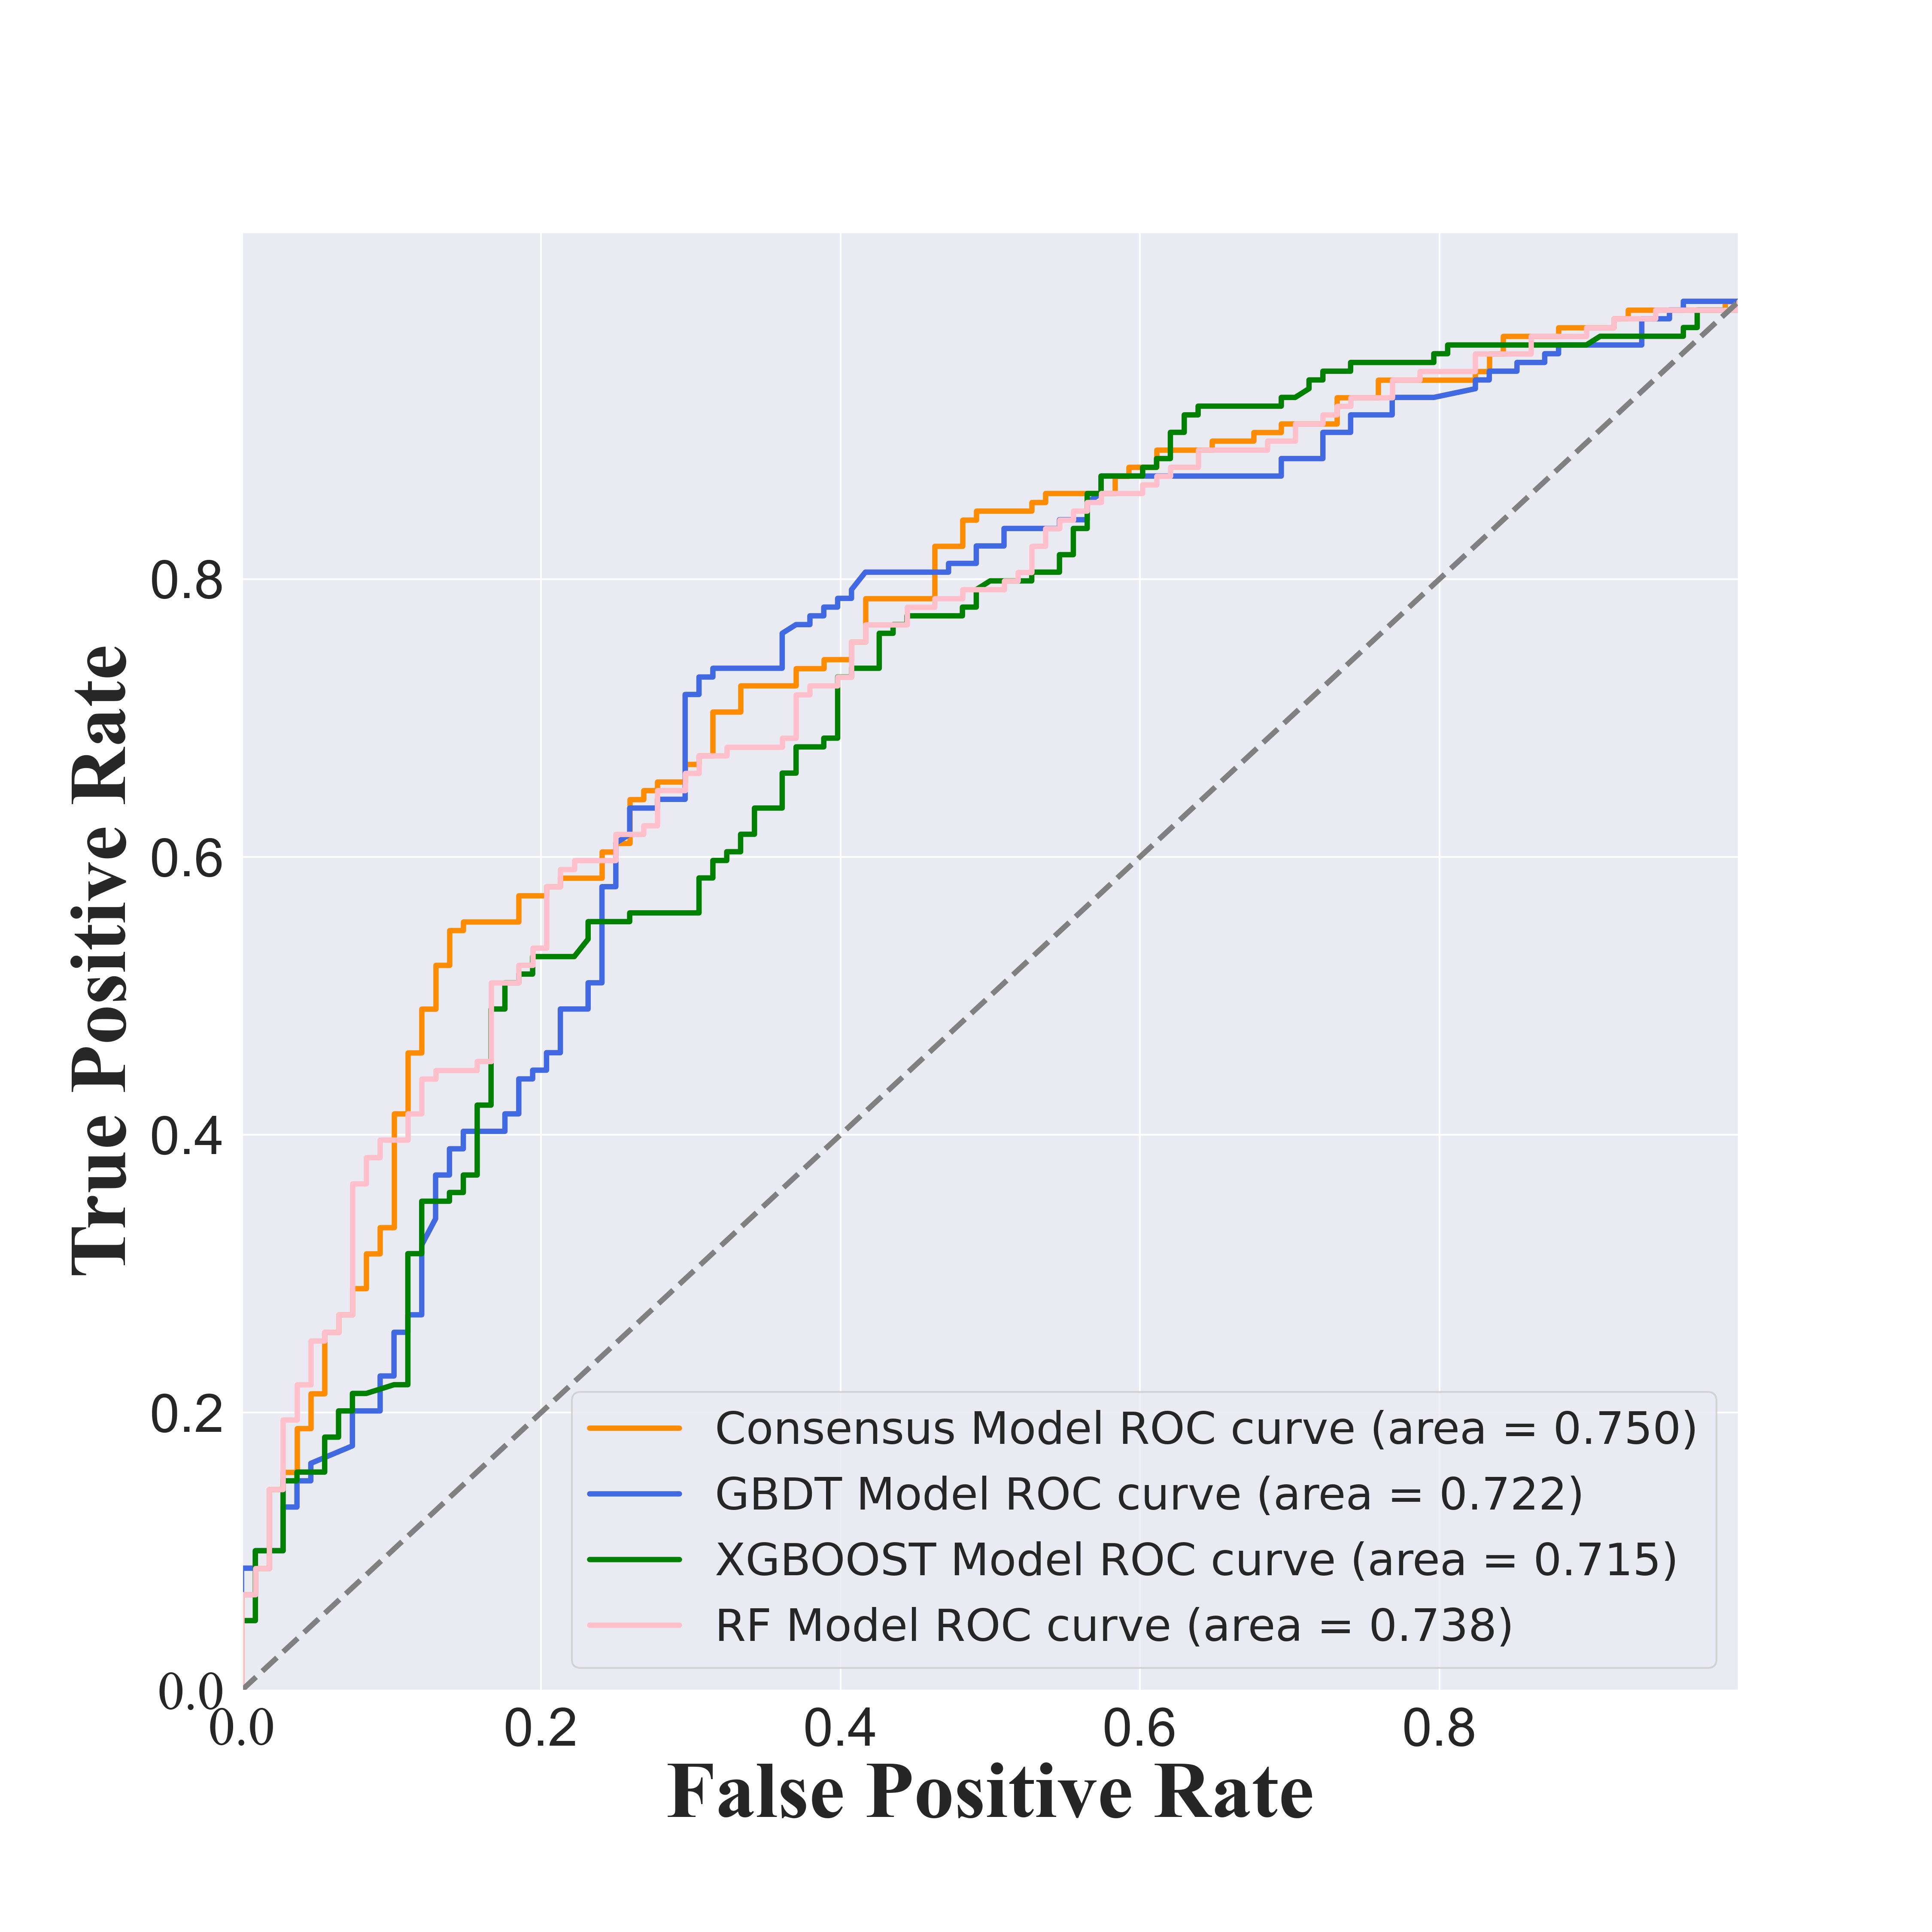 True Positive Rate
0.8
0.6
0.4
0.2
0.0
Consensus Model ROC curve (area = 0.750)
GBDT Model ROC curve (area = 0.722)
XGBOOST Model ROC curve (area = 0.715)
RF Model ROC curve (area = 0.738)
0.0 0.2 0.4 0.6 0.8
False Positive Rate